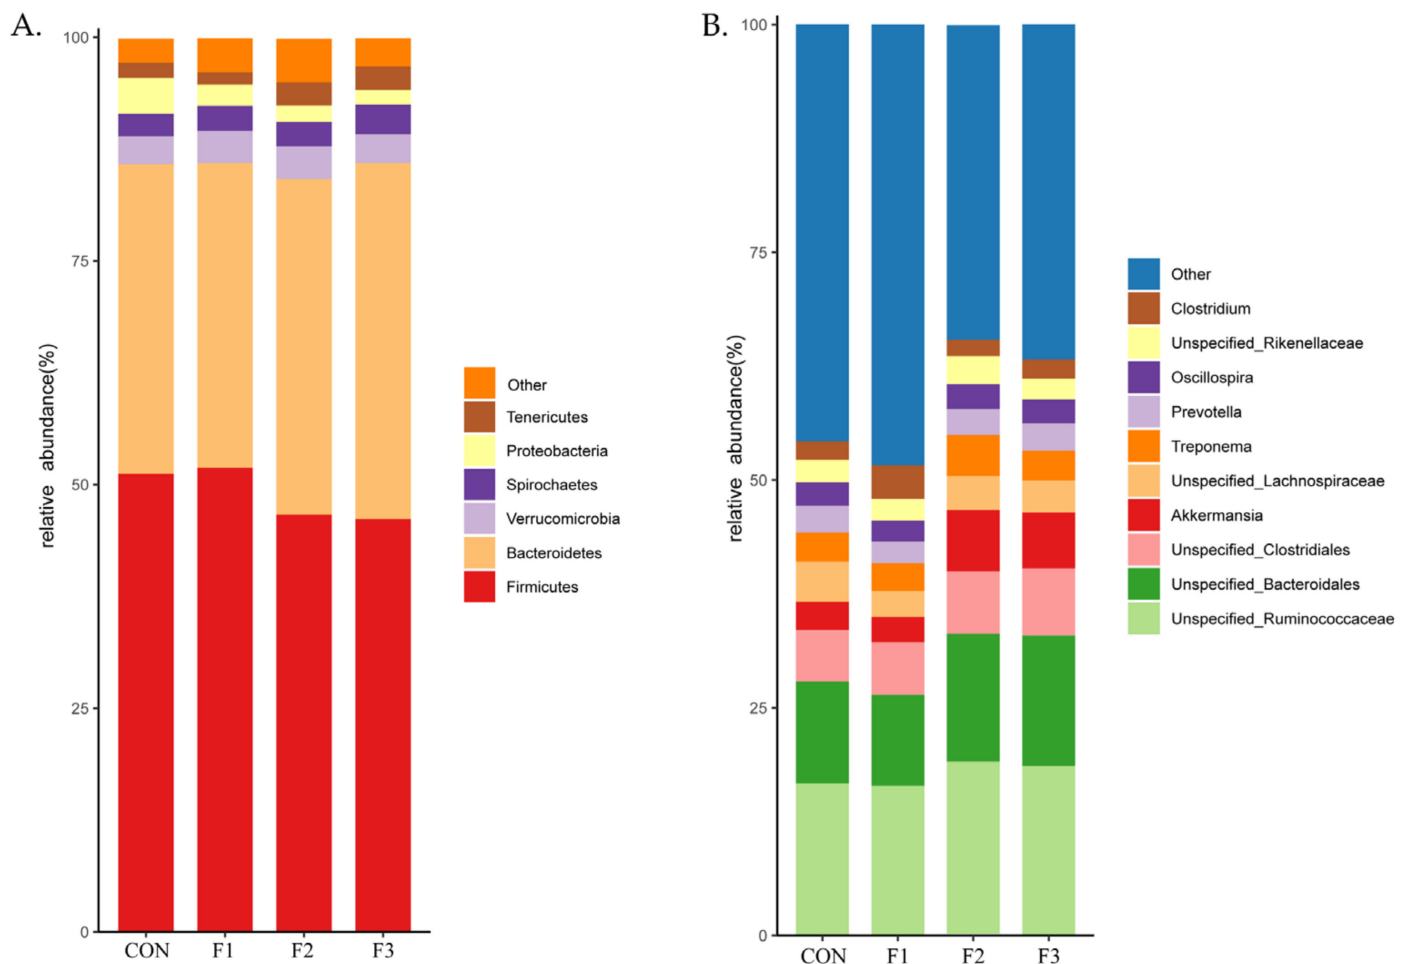 A.
100
75
50
25
0
relative abundance(%)
CON F1 F2 F3
Other
Tenericutes
Proteobacteria
Spirochaetes
Verrucomicrobia
Bacteroidetes
Firmicutes
B.
100
75
50
25
0
relative abundance(%)
CON F1 F2 F3
Other
Clostridium
Unspecified_Rikenellaceae
Oscillospira
Prevotella
Treponema
Unspecified_Lachnospiraceae
Akkermansia
Unspecified_Clostridiales
Unspecified_Bacteroidales
Unspecified_Ruminococcaceae